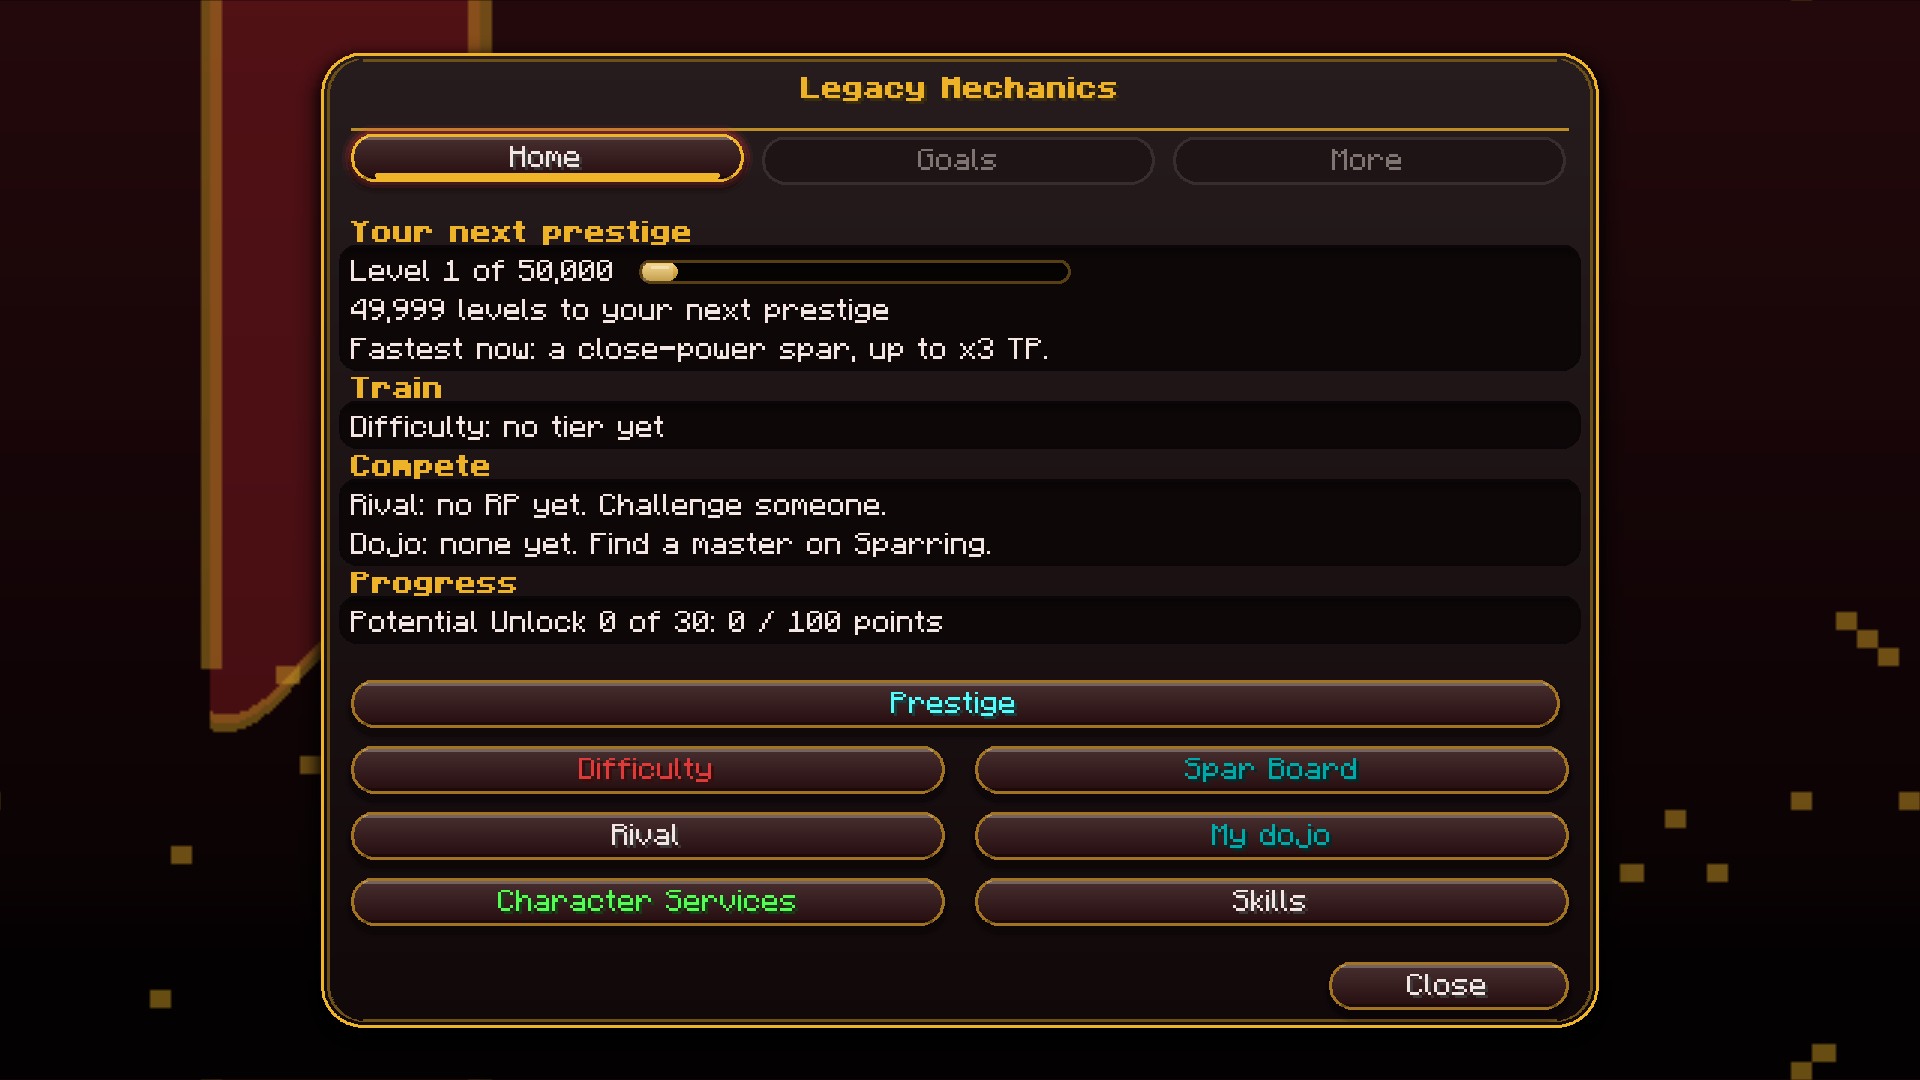 Legacy Mechanics
Home
Goals
More
Your next prestige
Level 1 of 50,000
49,999 levels to your next prestige
Fastest now: a close-power spar, up to x3 TP.
Train
Difficulty: no tier yet
Compete
Rival: no RP yet. Challenge someone.
Dojo: none yet. Find a master on Sparring.
Progress
Potential Unlock 0 of 30: 0 / 100 points
Prestige
Difficulty
Spar Board
Rival
My dojo
Character Services
Skills
Close